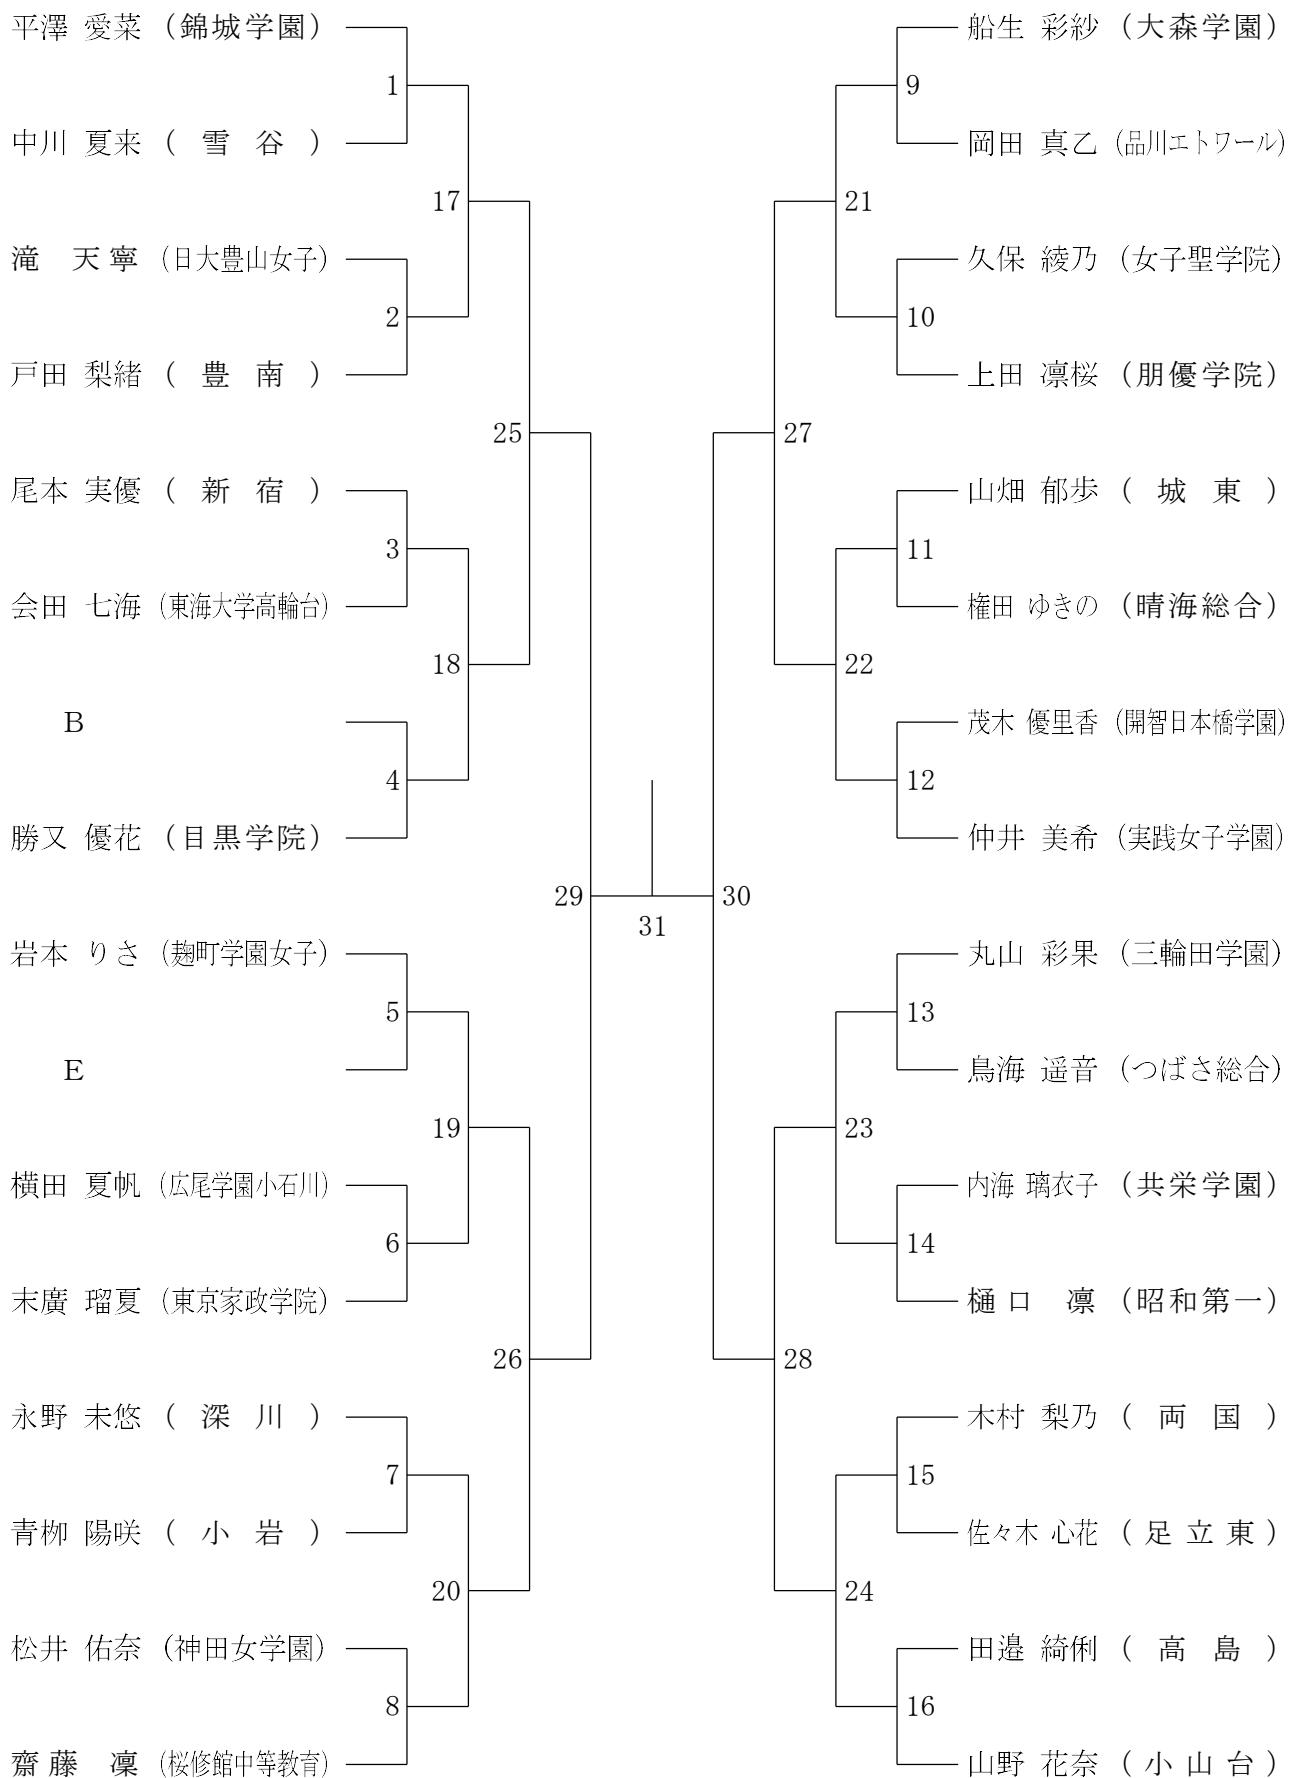 平澤 愛菜 (錦城学園)
1
中川 夏来 (雪谷)
17
滝 天寧 (日大豊山女子)
2
戸田 梨緒 (豊南)
25
尾本 実優 (新宿)
3
会田 七海 (東海大学高輪台)
18
B
4
勝又 優花 (目黒学院)
29
岩本 りさ (麹町学園女子)
5
E
19
横田 夏帆 (広尾学園小石川)
6
末廣 瑠夏 (東京家政学院)
26
永野 未悠 (深川)
7
青栁 陽咲 (小岩)
20
松井 佑奈 (神田女学園)
8
齋藤 凜 (桜修館中等教育)
31
船生 彩紗 (大森学園)
9
岡田 真乙 (品川エトワール)
21
久保 綾乃 (女子聖学院)
10
上田 凛桜 (朋優学院)
27
山畑 郁歩 (城東)
11
権田 ゆきの (晴海総合)
22
茂木 優里香 (開智日本橋学園)
12
仲井 美希 (実践女子学園)
30
丸山 彩果 (三輪田学園)
13
鳥海 遥音 (つばさ総合)
23
内海 璃衣子 (共栄学園)
14
樋口 凛 (昭和第一)
28
木村 梨乃 (両国)
15
佐々木 心花 (足立東)
24
田邉 綺俐 (高島)
16
山野 花奈 (小山台)